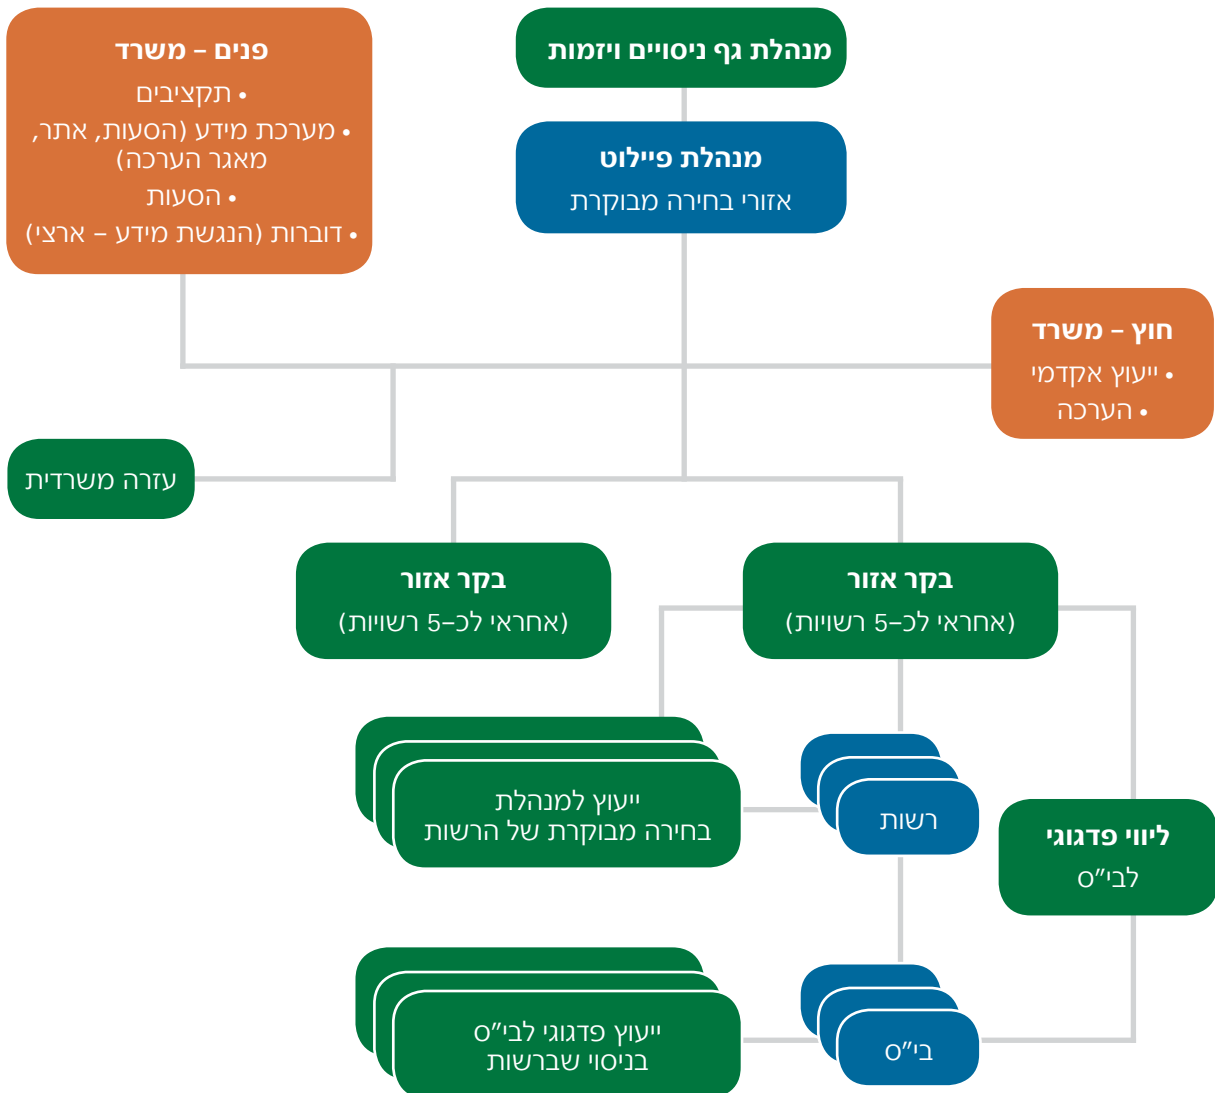 מנהלת גף ניסויים ויזמות
מנהלת פיילוט
אזורי בחירה מבוקרת
פנים – משרד
• תקציבים
• מערכת מידע (הסעות, אתר,
מאגר הערכה)
• הסעות
• דוברות (הנגשת מידע – ארצי)
חוץ – משרד
• ייעוץ אקדמי
• הערכה
עזרה משרדית
בקר אזור
(אחראי לכ–5 רשויות)
בקר אזור
(אחראי לכ–5 רשויות)
רשות
ייעוץ למנהלת
בחירה מבוקרת של הרשות
ליווי פדגוגי
לבי״ס
בי״ס
ייעוץ פדגוגי לבי״ס
בניסוי שברשות